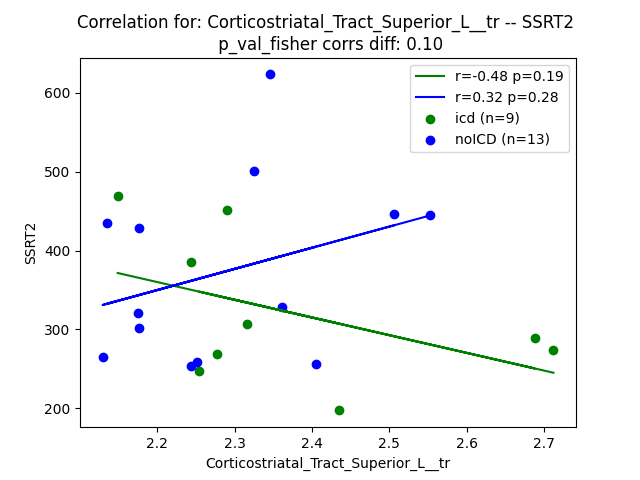 Correlation for: Corticostriatal_Tract_Superior_L__tr -- SSRT2
p_val_fisher corrs diff: 0.10
r=-0.48 p=0.19
r=0.32 p=0.28
icd (n=9)
noICD (n=13)
SSRT2
600
500
400
300
200
2.2 2.3 2.4 2.5 2.6 2.7
Corticostriatal_Tract_Superior_L__tr